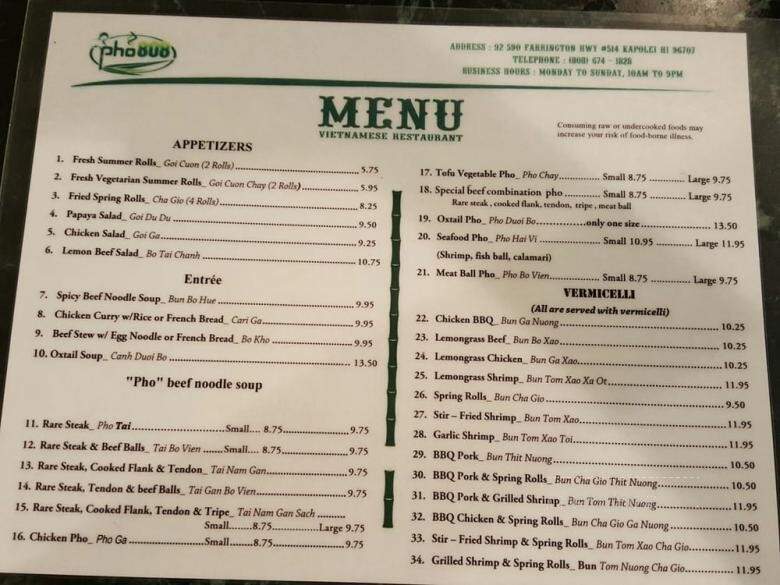 pho808
ADDRESS : 92 590 FARRINGTON HWY #514 KAPOLEI HI 96707
TELEPHONE : (808) 674 - 1828
BUSINESS HOURS : MONDAY TO SUNDAY, 10AM TO 9PM
MENU
VIETNAMESE RESTAURANT
Consuming raw or undercooked foods may
increase your risk of food-borne illness.
APPETIZERS
1. Fresh Summer Rolls_ Goi Cuon (2 Rolls) 5.75
2. Fresh Vegetarian Summer Rolls_ Goi Cuon Chay (2 Rolls) 5.95
3. Fried Spring Rolls_ Cha Gio (4 Rolls) 8.25
4. Papaya Salad_ Goi Du Du 9.50
5. Chicken Salad_ Goi Ga 9.25
6. Lemon Beef Salad_ Bo Tai Chanh 10.75
Entrée
7. Spicy Beef Noodle Soup_ Bun Bo Hue 9.95
8. Chicken Curry w/Rice or French Bread_ Cari Ga 9.95
9. Beef Stew w/ Egg Noodle or French Bread_ Bo Kho 9.95
10. Oxtail Soup_ Canh Duoi Bo 13.50
"Pho" beef noodle soup
11. Rare Steak_ Pho Tai Small.... 8.75 9.75
12. Rare Steak & Beef Balls_ Tai Bo Vien Small.... 8.75 9.75
13. Rare Steak, Cooked Flank & Tendon_ Tai Nam Gan 9.75
14. Rare Steak, Tendon & beef Balls_ Tai Gan Bo Vien 9.75
15. Rare Steak, Cooked Flank, Tendon & Tripe_ Tai Nam Gan Sach
Small 8.75 Large 9.75
16. Chicken Pho_ Pho Ga Small 8.75 9.75
17. Tofu Vegetable Pho_ Pho Chay Small 8.75 Large 9.75
18. Special beef combination pho Small 8.75 Large 9.75
Rare steak , cooked flank, tendon, tripe , meat ball
19. Oxtail Pho_ Pho Duoi Bo only one size 13.50
20. Seafood Pho_ Pho Hai Vi Small 10.95 Large 11.95
(Shrimp, fish ball, calamari)
21. Meat Ball Pho_ Pho Bo Vien Small 8.75 Large 9.75
VERMICELLI
(All are served with vermicelli)
22. Chicken BBQ_ Bun Ga Nuong 10.25
23. Lemongrass Beef_ Bun Bo Xao 10.25
24. Lemongrass Chicken_ Bun Ga Xao 10.25
25. Lemongrass Shrimp_ Bun Tom Xao Xa Ot 11.95
26. Spring Rolls_ Bun Cha Gio 9.50
27. Stir – Fried Shrimp_ Bun Tom Xao 11.95
28. Garlic Shrimp_ Bun Tom Xao Toi 11.95
29. BBQ Pork_ Bun Thit Nuong 10.50
30. BBQ Pork & Spring Rolls_ Bun Cha Gio Thit Nuong 10.50
31. BBQ Pork & Grilled Shrimp_ Bun Tom Thit Nuong 11.95
32. BBQ Chicken & Spring Rolls_ Bun Cha Gio Ga Nuong 10.50
33. Stir – Fried Shrimp & Spring Rolls_ Bun Tom Xao Cha Gio 11.95
34. Grilled Shrimp & Spring Rolls_ Bun Tom Nuong Cha Gio 11.95